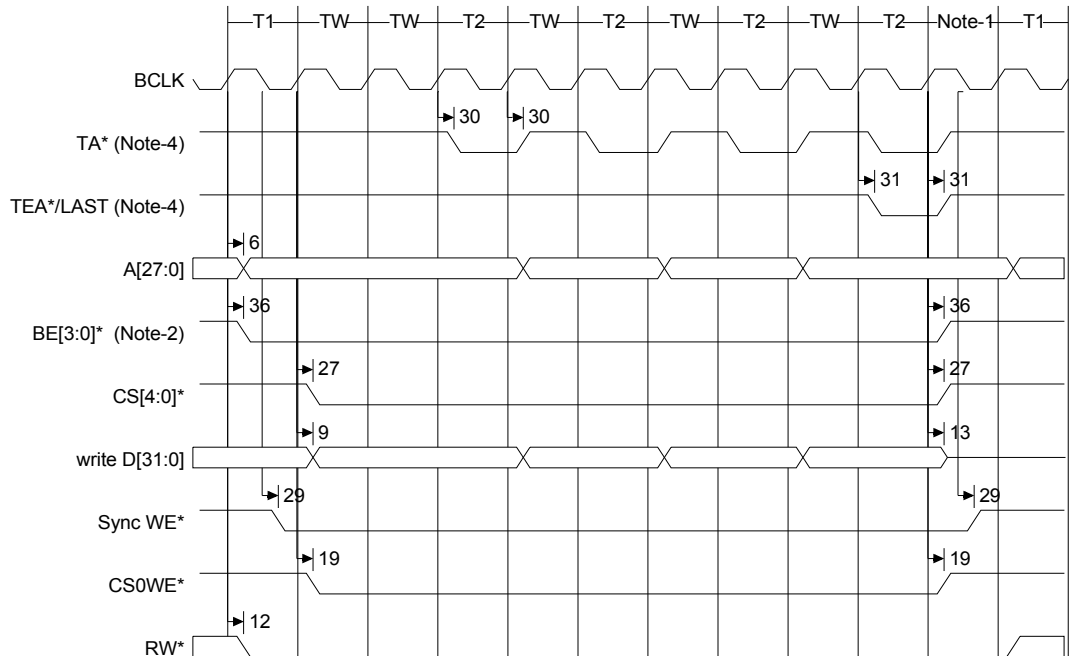 T1 TW TW T2 TW T2 TW T2 TW T2 Note-1 T1
BCLK
30 30
TA* (Note-4)
31 31
TEA*/LAST (Note-4)
6
A[27:0]
36 36
BE[3:0]* (Note-2)
27 27
CS[4:0]*
9 13
write D[31:0]
29 29
Sync WE*
19 19
CS0WE*
12
RW*